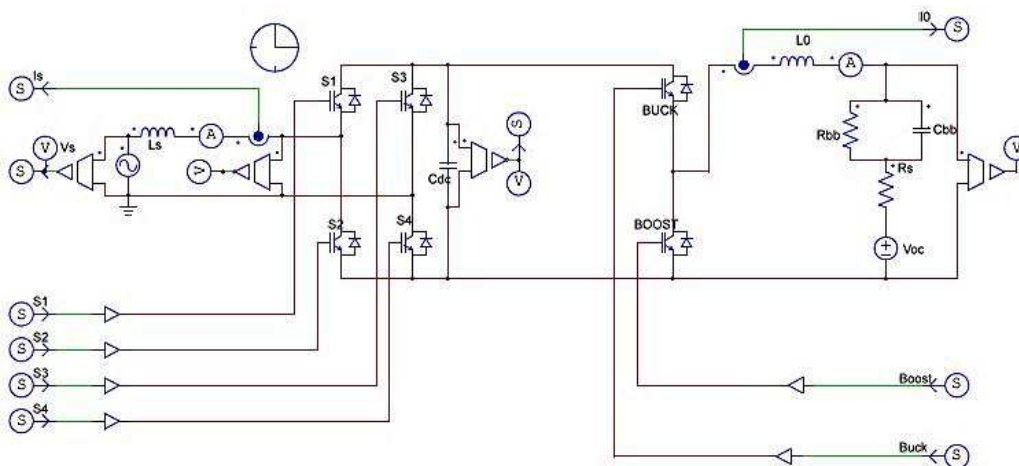 I0
S
L0
S1
S3
A
Is
S
BUCK
S
V
Vs
Ls
A
Rbb
Cbb
V
S
V
Cdc
V
Rs
S2
S4
BOOST
Voc
S
S1
S
S2
S
S3
Boost
S
S
S4
Buck
S